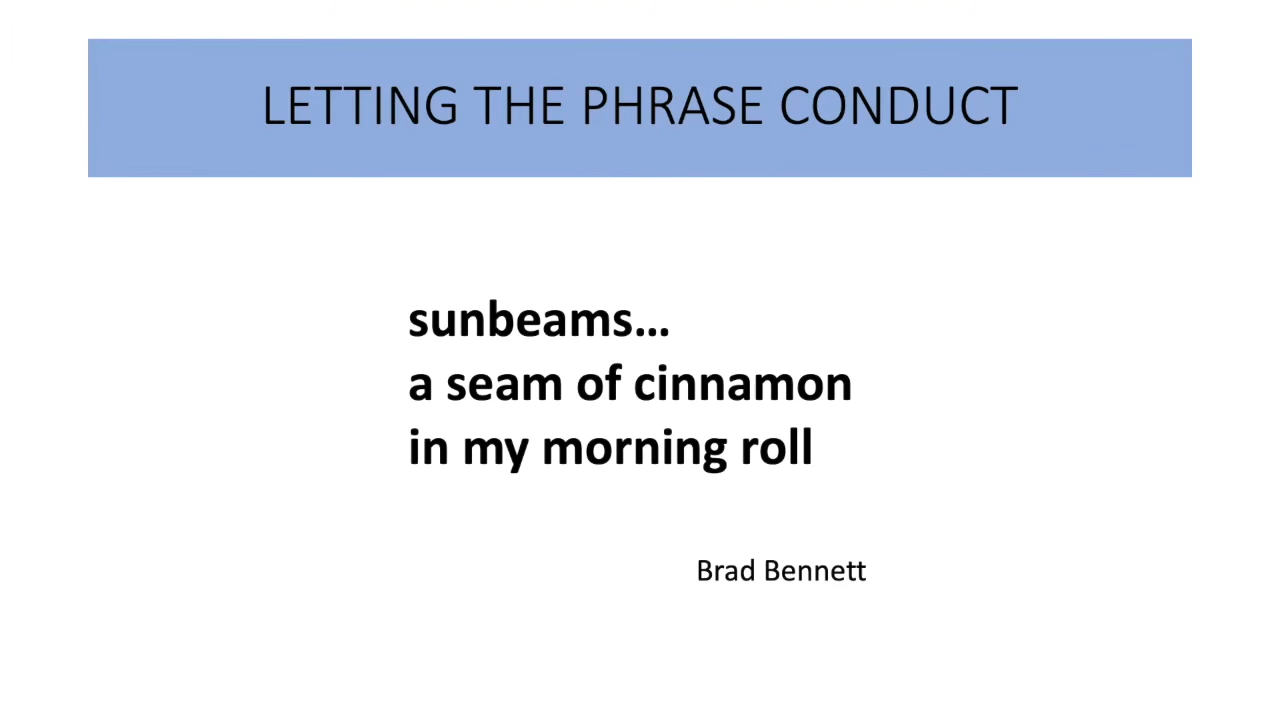 LETTING THE PHRASE CONDUCT
sunbeams…
a seam of cinnamon
in my morning roll
Brad Bennett